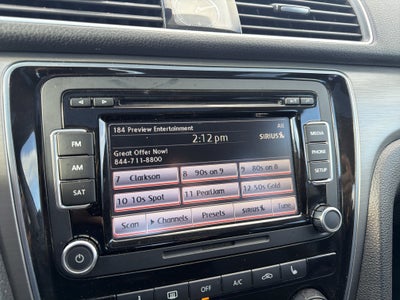 184 Preview Entertainment
2:12 pm
Great Offer Now!
SIRIUS
844-711-8800
7 Clarkson
8 90s on 9
9 80s on 8
10 10s Spot
11 PearlJam
12 50s Gold
Scan
Channels
Presets
SIRIUS
Tune
FM
AM
SAT
MEDIA
PHONE
SETUP
OFF
A/C